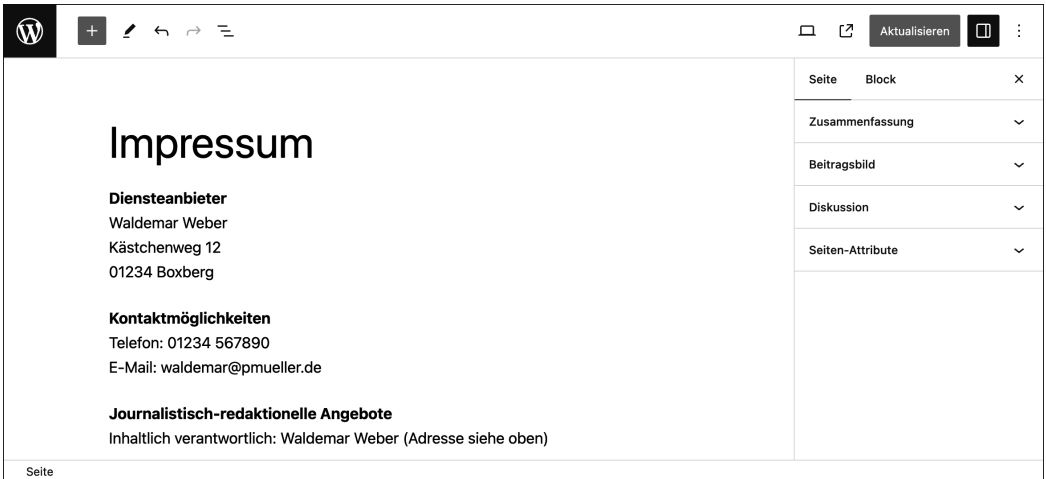 Aktualisieren
Seite Block
Impressum
Zusammenfassung
Beitragsbild
Diskussion
Seiten-Attribute
Diensteanbieter
Waldemar Weber
Kästchenweg 12
01234 Boxberg
Kontaktmöglichkeiten
Telefon: 01234 567890
E-Mail: waldemar@pmueller.de
Journalistisch-redaktionelle Angebote
Inhaltlich verantwortlich: Waldemar Weber (Adresse siehe oben)
Seite